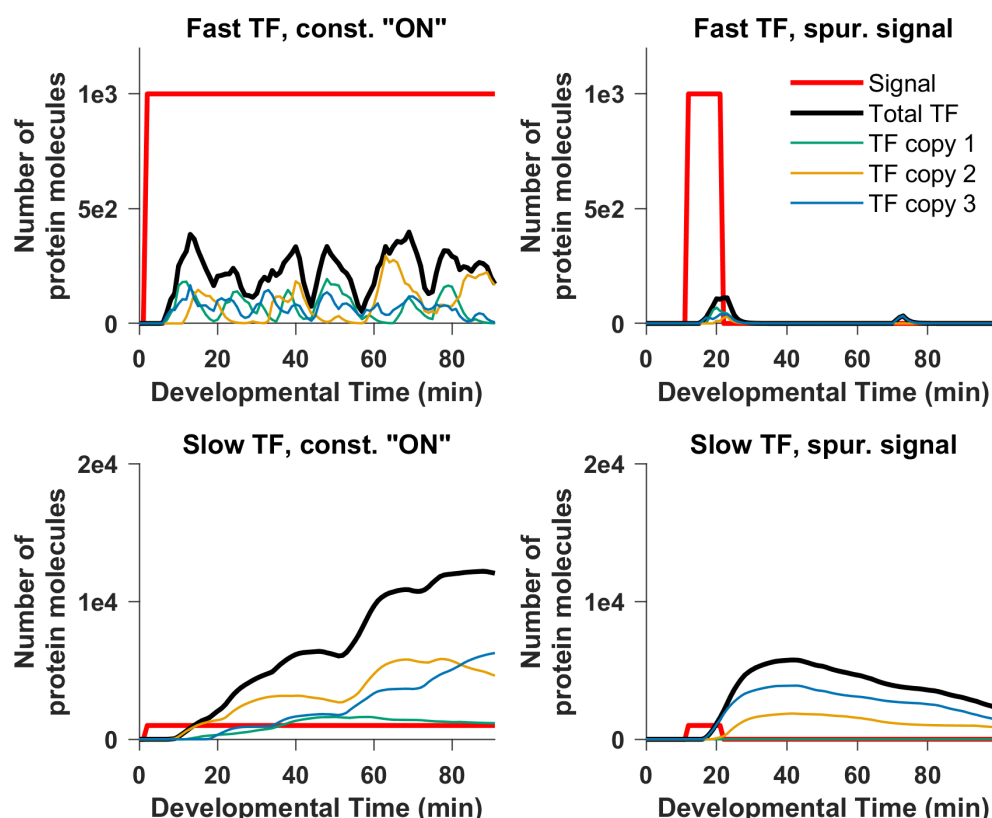 Fast TF, const. "ON"
Number of
protein molecules
1e3
5e2
0
0 20 40 60 80
Developmental Time (min)
Fast TF, spur. signal
Number of
protein molecules
1e3
5e2
0
0 20 40 60 80
Developmental Time (min)
Signal
Total TF
TF copy 1
TF copy 2
TF copy 3
Slow TF, const. "ON"
Number of
protein molecules
2e4
1e4
0
0 20 40 60 80
Developmental Time (min)
Slow TF, spur. signal
Number of
protein molecules
2e4
1e4
0
0 20 40 60 80
Developmental Time (min)